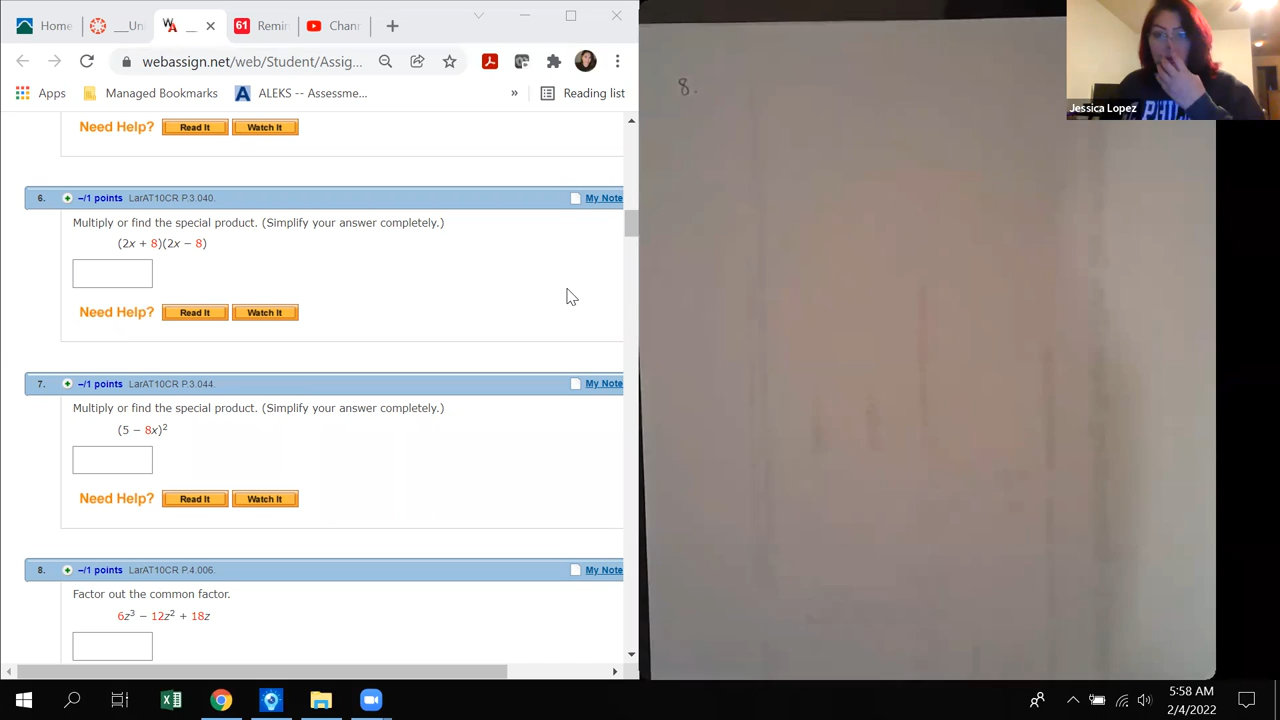 Home
__Un
__
61 Remin
Chann
webassign.net/web/Student/Assig...
Apps
Managed Bookmarks
ALEKS -- Assessme...
»
Reading list
Need Help? Read It Watch It
6. –/1 points LarAT10CR P.3.040. My Note
Multiply or find the special product. (Simplify your answer completely.)
(2x + 8)(2x − 8)
Need Help? Read It Watch It
7. –/1 points LarAT10CR P.3.044. My Note
Multiply or find the special product. (Simplify your answer completely.)
(5 − 8x)²
Need Help? Read It Watch It
8. –/1 points LarAT10CR P.4.006. My Note
Factor out the common factor.
6z³ − 12z² + 18z
8.
Jessica Lopez
5:58 AM
2/4/2022